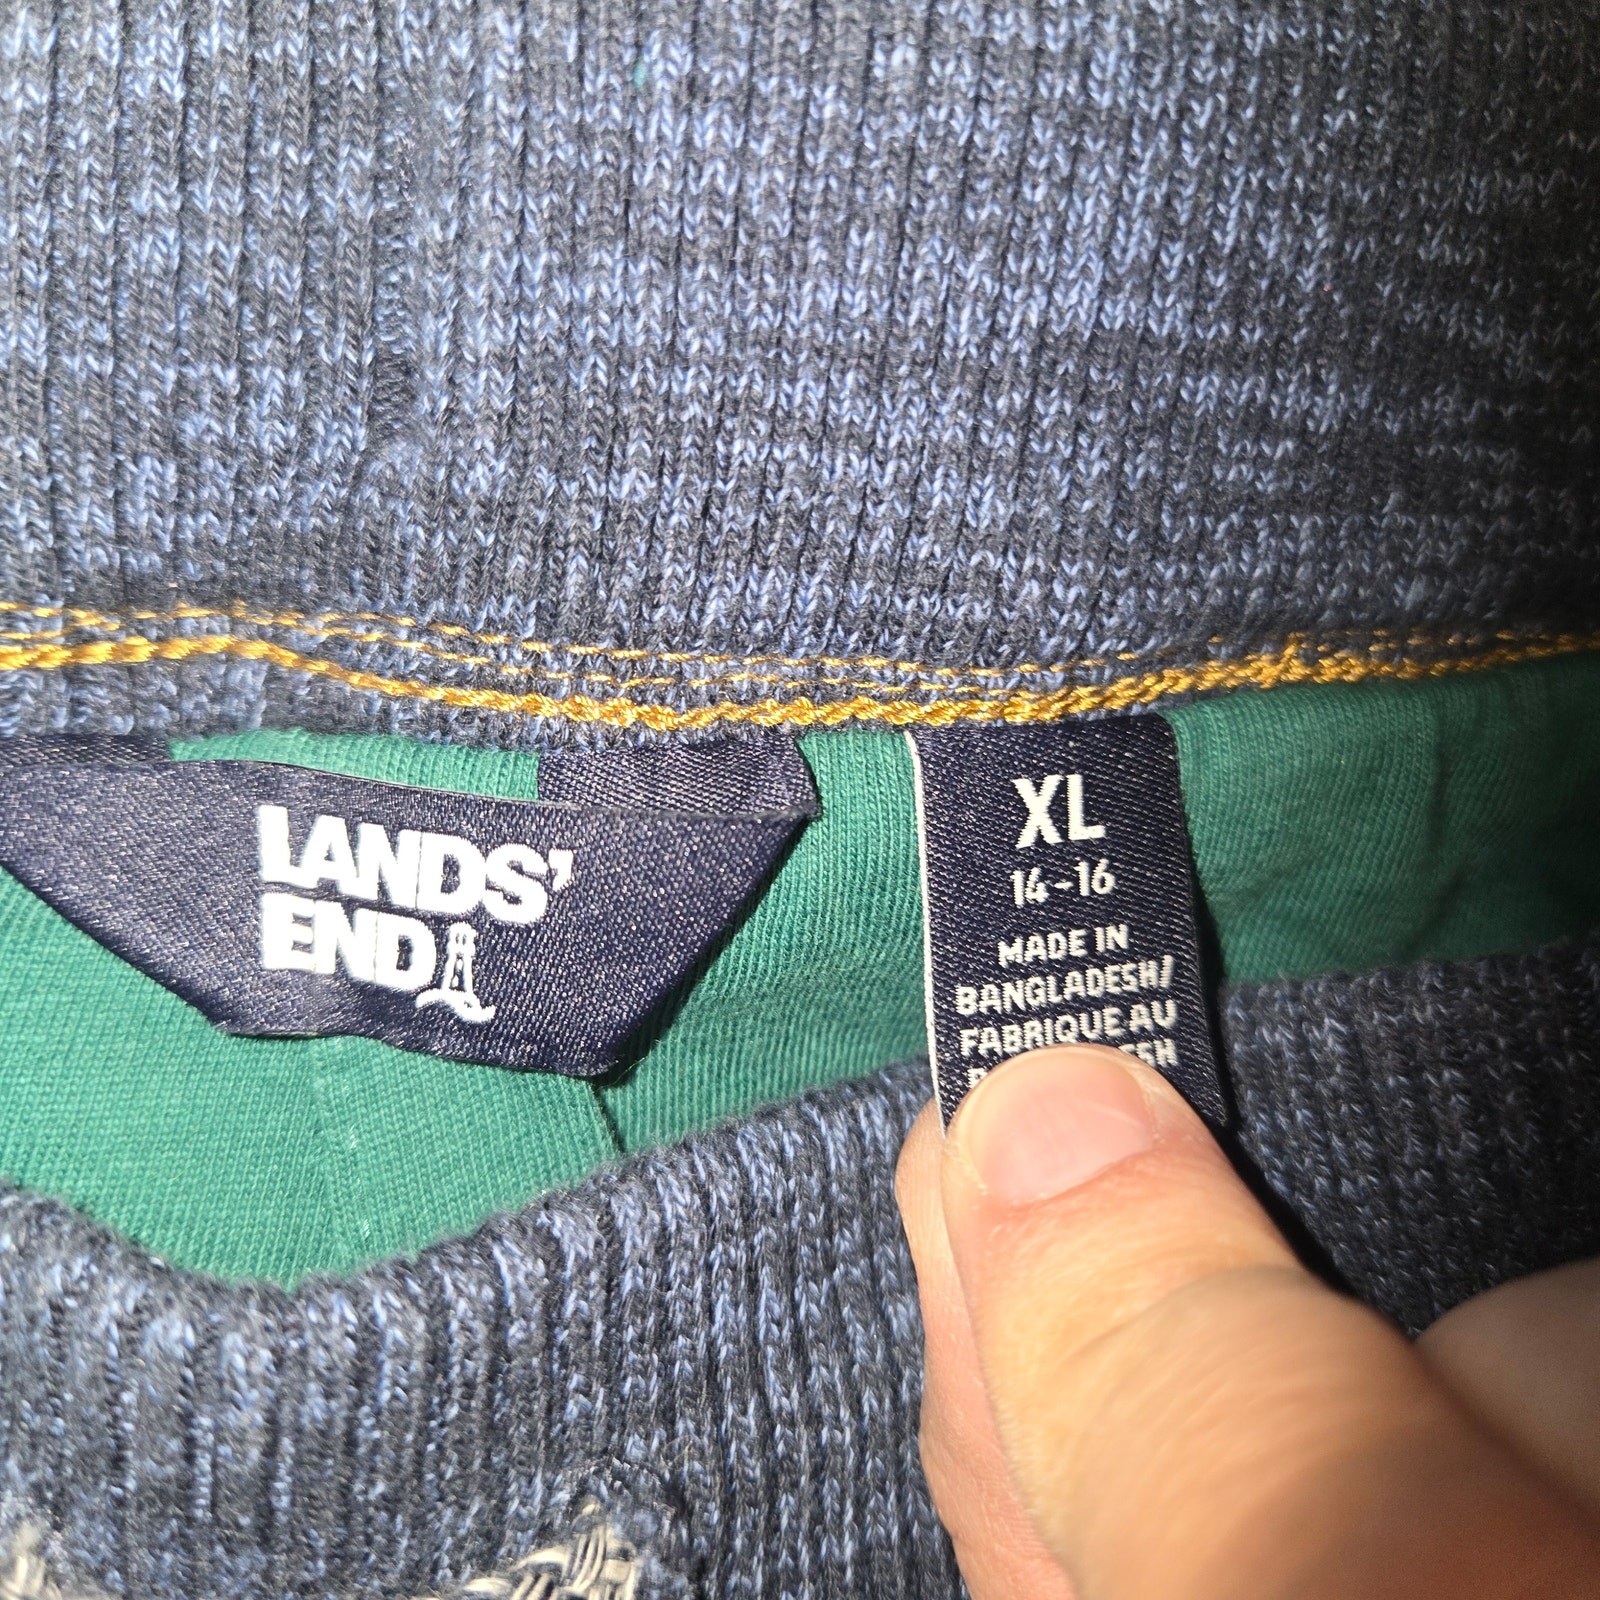 LANDS'
END
XL
14-16
MADE IN
BANGLADESH/
FABRIQUE AU